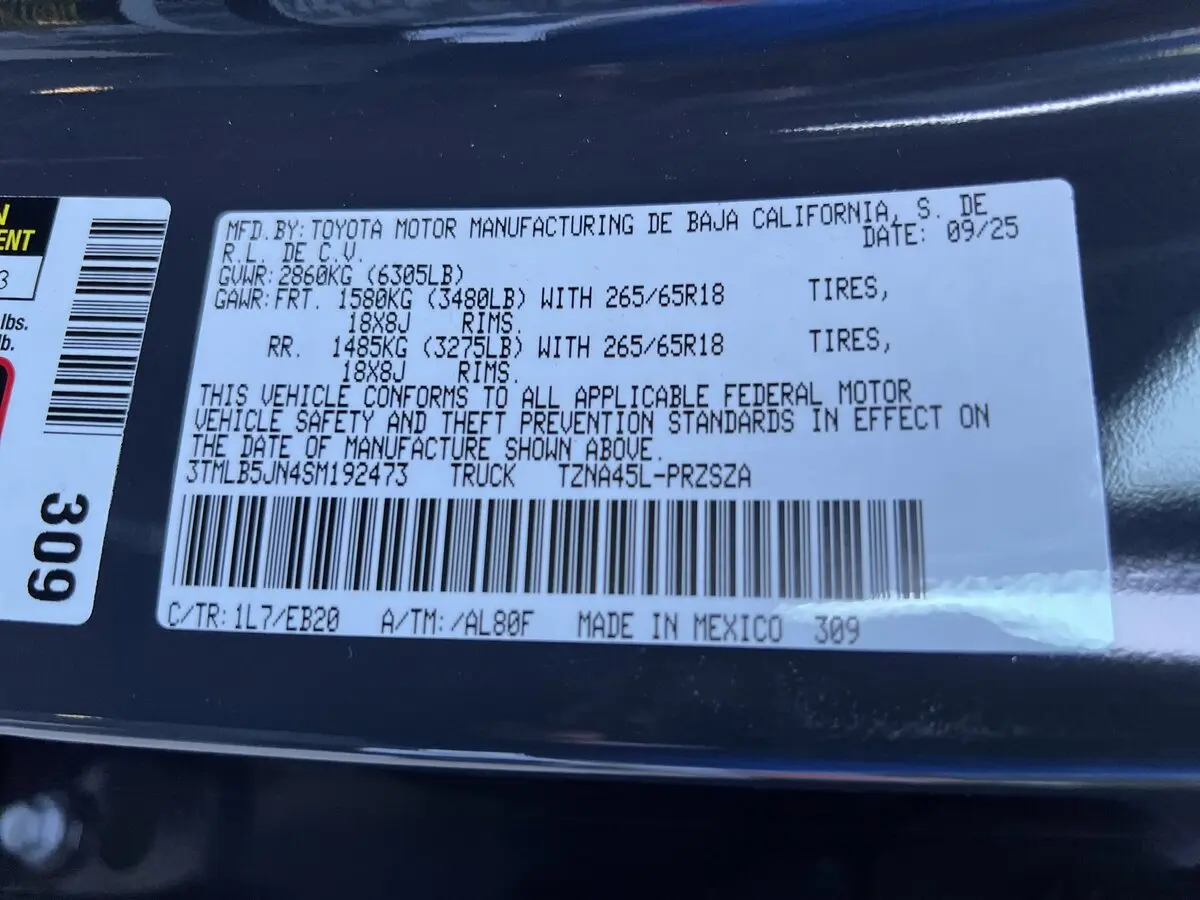 N
ENT
3
lbs.
b.
309
MFD.BY:TOYOTA MOTOR MANUFACTURING DE BAJA CALIFORNIA, S. DE
R.L. DE C.V. DATE: 09/25
GVWR:2860KG (6305LB)
GAWR:FRT. 1580KG (3480LB) WITH 265/65R18 TIRES,
18X8J RIMS.
RR. 1485KG (3275LB) WITH 265/65R18 TIRES,
18X8J RIMS.
THIS VEHICLE CONFORMS TO ALL APPLICABLE FEDERAL MOTOR
VEHICLE SAFETY AND THEFT PREVENTION STANDARDS IN EFFECT ON
THE DATE OF MANUFACTURE SHOWN ABOVE.
3TMLB5JN4SM192473 TRUCK TZNA45L-PRZSZA
C/TR:1L7/EB20 A/TM:/AL80F MADE IN MEXICO 309